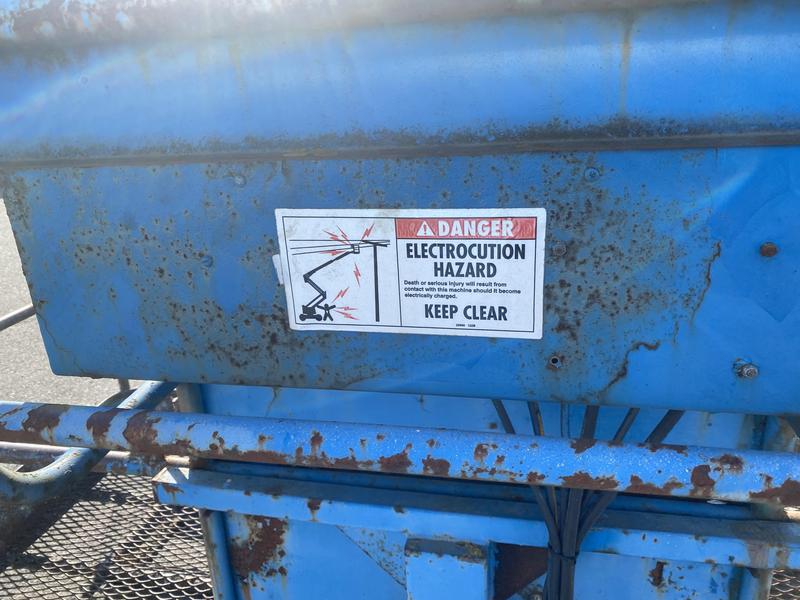 DANGER
ELECTROCUTION
HAZARD
Death or serious injury will result from
contact with this machine should it become
electrically charged.
KEEP CLEAR